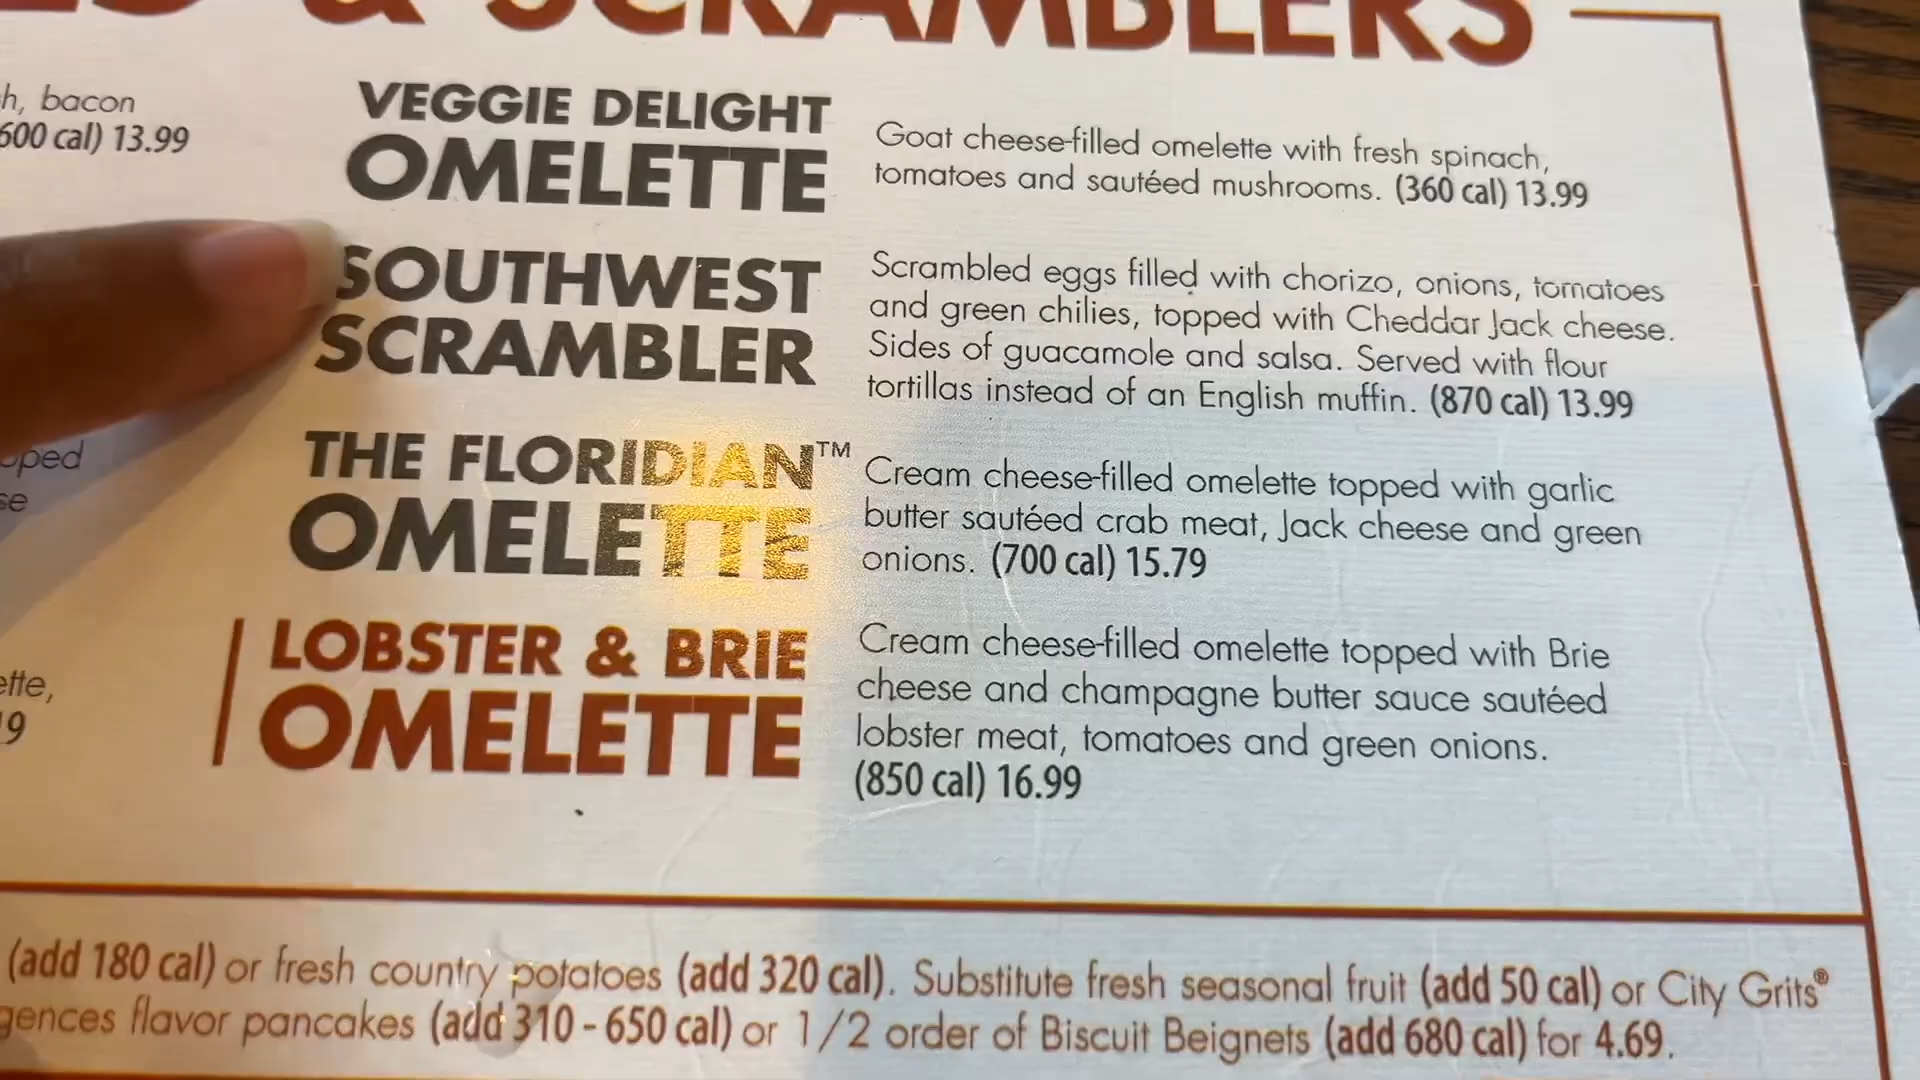 & SCRAMBLERS
h, bacon
600 cal) 13.99
VEGGIE DELIGHT
OMELETTE
Goat cheese-filled omelette with fresh spinach,
tomatoes and sautéed mushrooms. (360 cal) 13.99
SOUTHWEST
SCRAMBLER
Scrambled eggs filled with chorizo, onions, tomatoes
and green chilies, topped with Cheddar Jack cheese.
Sides of guacamole and salsa. Served with flour
tortillas instead of an English muffin. (870 cal) 13.99
pped
se
THE FLORIDIAN™
OMELETTE
Cream cheese-filled omelette topped with garlic
butter sautéed crab meat, Jack cheese and green
onions. (700 cal) 15.79
ette,
19
LOBSTER & BRIE
OMELETTE
Cream cheese-filled omelette topped with Brie
cheese and champagne butter sauce sautéed
lobster meat, tomatoes and green onions.
(850 cal) 16.99
(add 180 cal) or fresh country potatoes (add 320 cal). Substitute fresh seasonal fruit (add 50 cal) or City Grits®
gences flavor pancakes (add 310 - 650 cal) or 1/2 order of Biscuit Beignets (add 680 cal) for 4.69.